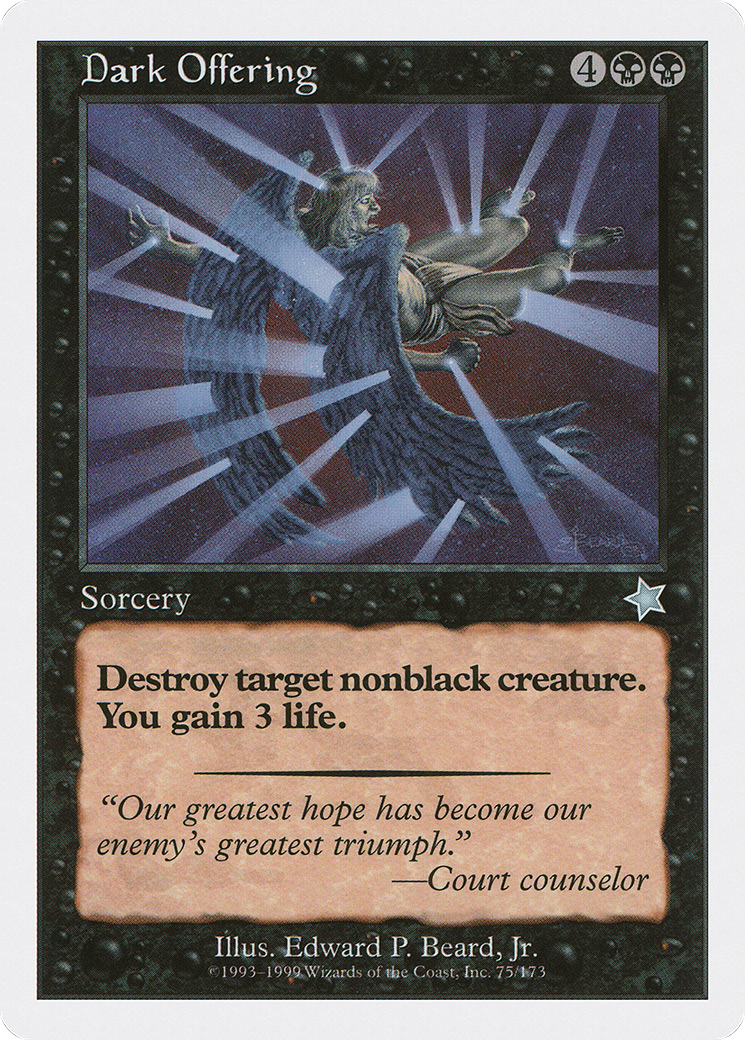 Dark Offering
4
Sorcery
Destroy target nonblack creature.
You gain 3 life.
“Our greatest hope has become our
enemy’s greatest triumph.”
—Court counselor
Illus. Edward P. Beard, Jr.
©1993–1999 Wizards of the Coast, Inc. 75/173